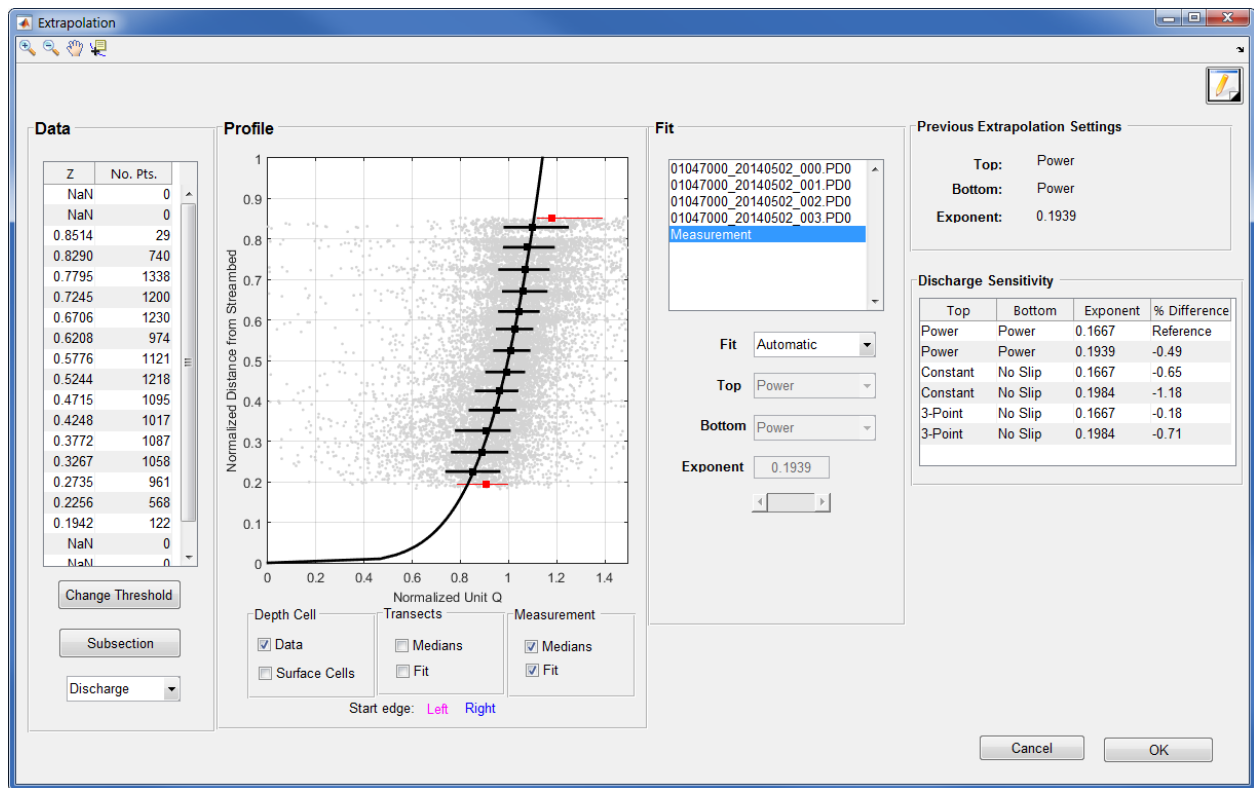 Extrapolation
Data
Z No. Pts.
NaN 0
NaN 0
0.8514 29
0.8290 740
0.7795 1338
0.7245 1200
0.6706 1230
0.6208 974
0.5776 1121
0.5244 1218
0.4715 1095
0.4248 1017
0.3772 1087
0.3267 1058
0.2735 961
0.2256 568
0.1942 122
NaN 0
NaN 0
Change Threshold
Subsection
Discharge
Profile
Normalized Distance from Streambed
1
0.9
0.8
0.7
0.6
0.5
0.4
0.3
0.2
0.1
0
0 0.2 0.4 0.6 0.8 1 1.2 1.4
Normalized Unit Q
Depth Cell
Data
Surface Cells
Transects
Medians
Fit
Measurement
Medians
Fit
Start edge: Left Right
Fit
01047000_20140502_000.PD0
01047000_20140502_001.PD0
01047000_20140502_002.PD0
01047000_20140502_003.PD0
Measurement
Fit Automatic
Top Power
Bottom Power
Exponent 0.1939
Previous Extrapolation Settings
Top: Power
Bottom: Power
Exponent: 0.1939
Discharge Sensitivity
Top Bottom Exponent % Difference
Power Power 0.1667 Reference
Power Power 0.1939 -0.49
Constant No Slip 0.1667 -0.65
Constant No Slip 0.1984 -1.18
3-Point No Slip 0.1667 -0.18
3-Point No Slip 0.1984 -0.71
Cancel OK